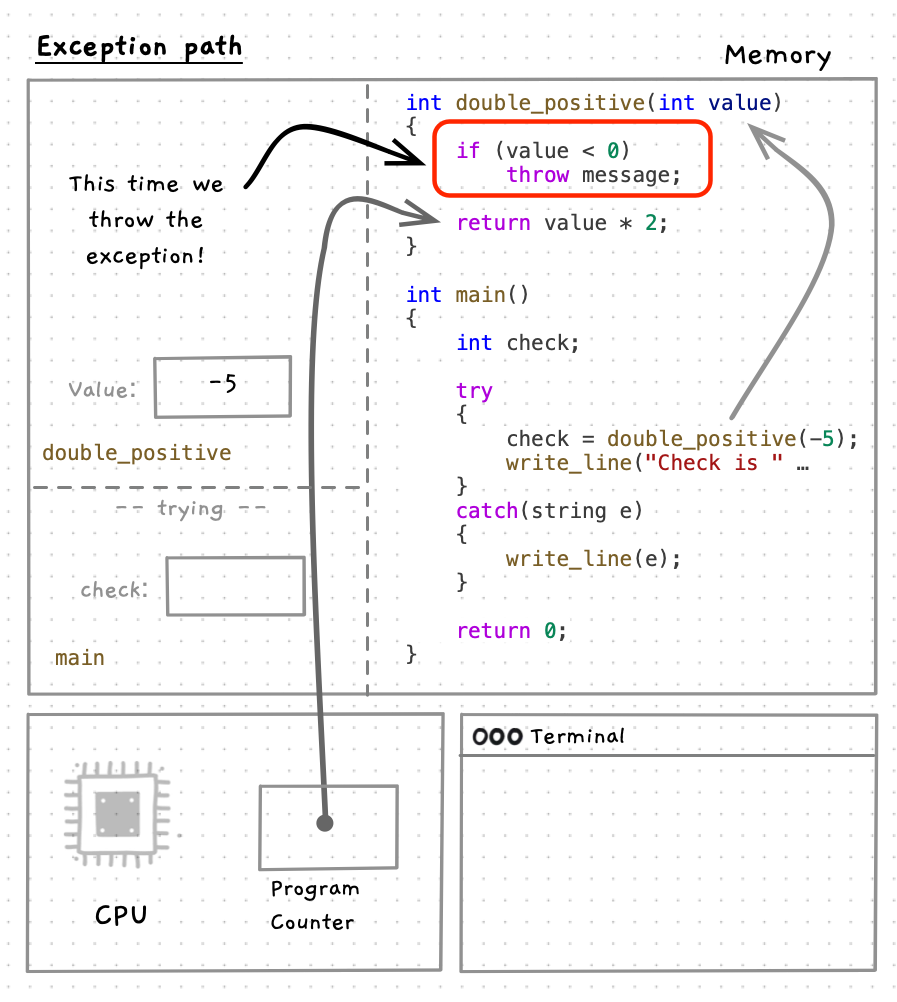 Exception path
Memory
This time we
throw the
exception!
Value:
-5
double_positive
-- trying --
check:
main
int double_positive(int value)
{
    if (value < 0)
        throw message;
    return value * 2;
}
int main()
{
    int check;
    try
    {
        check = double_positive(-5);
        write_line("Check is " …
    }
    catch(string e)
    {
        write_line(e);
    }
    return 0;
}
CPU
Program
Counter
Terminal